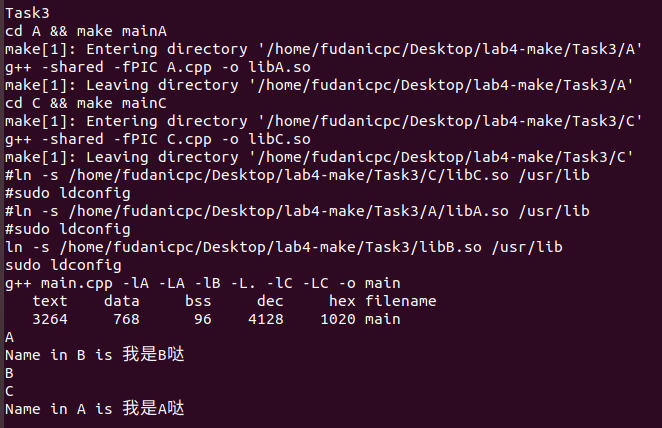 Task3
cd A && make mainA
make[1]: Entering directory '/home/fudanicpc/Desktop/lab4-make/Task3/A'
g++ -shared -fPIC A.cpp -o libA.so
make[1]: Leaving directory '/home/fudanicpc/Desktop/lab4-make/Task3/A'
cd C && make mainC
make[1]: Entering directory '/home/fudanicpc/Desktop/lab4-make/Task3/C'
g++ -shared -fPIC C.cpp -o libC.so
make[1]: Leaving directory '/home/fudanicpc/Desktop/lab4-make/Task3/C'
#ln -s /home/fudanicpc/Desktop/lab4-make/Task3/C/libC.so /usr/lib
#sudo ldconfig
#ln -s /home/fudanicpc/Desktop/lab4-make/Task3/A/libA.so /usr/lib
#sudo ldconfig
ln -s /home/fudanicpc/Desktop/lab4-make/Task3/libB.so /usr/lib
sudo ldconfig
g++ main.cpp -lA -LA -lB -L. -lC -LC -o main
   text    data     bss     dec     hex filename
   3264     768      96    4128    1020 main
A
Name in B is 我是B哒
B
C
Name in A is 我是A哒